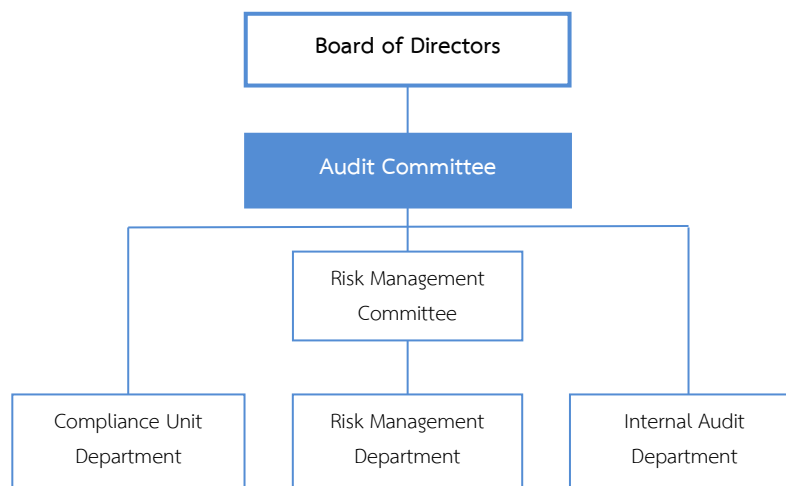 Board of Directors
Audit Committee
Risk Management
Committee
Compliance Unit
Department
Risk Management
Department
Internal Audit
Department